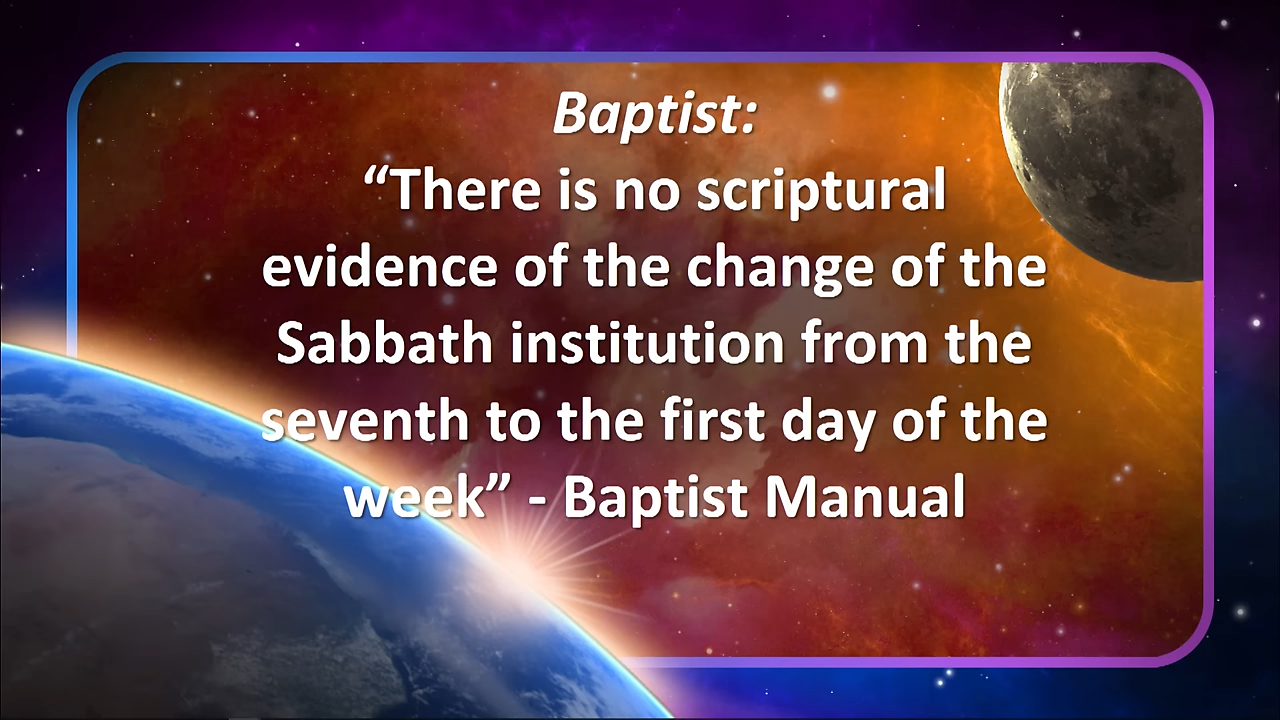 Baptist:
“There is no scriptural
evidence of the change of the
Sabbath institution from the
seventh to the first day of the
week” - Baptist Manual